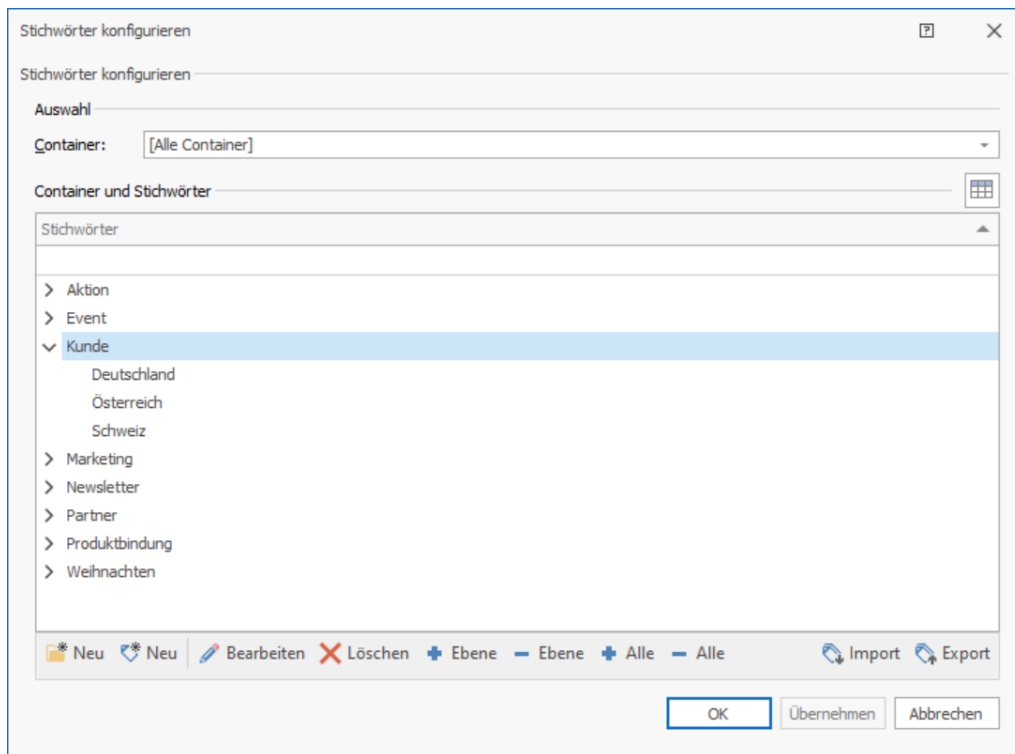 Stichwörter konfigurieren
Stichwörter konfigurieren
Auswahl
Container: [Alle Container]
Container und Stichwörter
Stichwörter
Aktion
Event
Kunde
Deutschland
Österreich
Schweiz
Marketing
Newsletter
Partner
Produktbindung
Weihnachten
Neu Neu Bearbeiten Löschen Ebene Ebene Alle Alle Import Export
OK Übernehmen Abbrechen